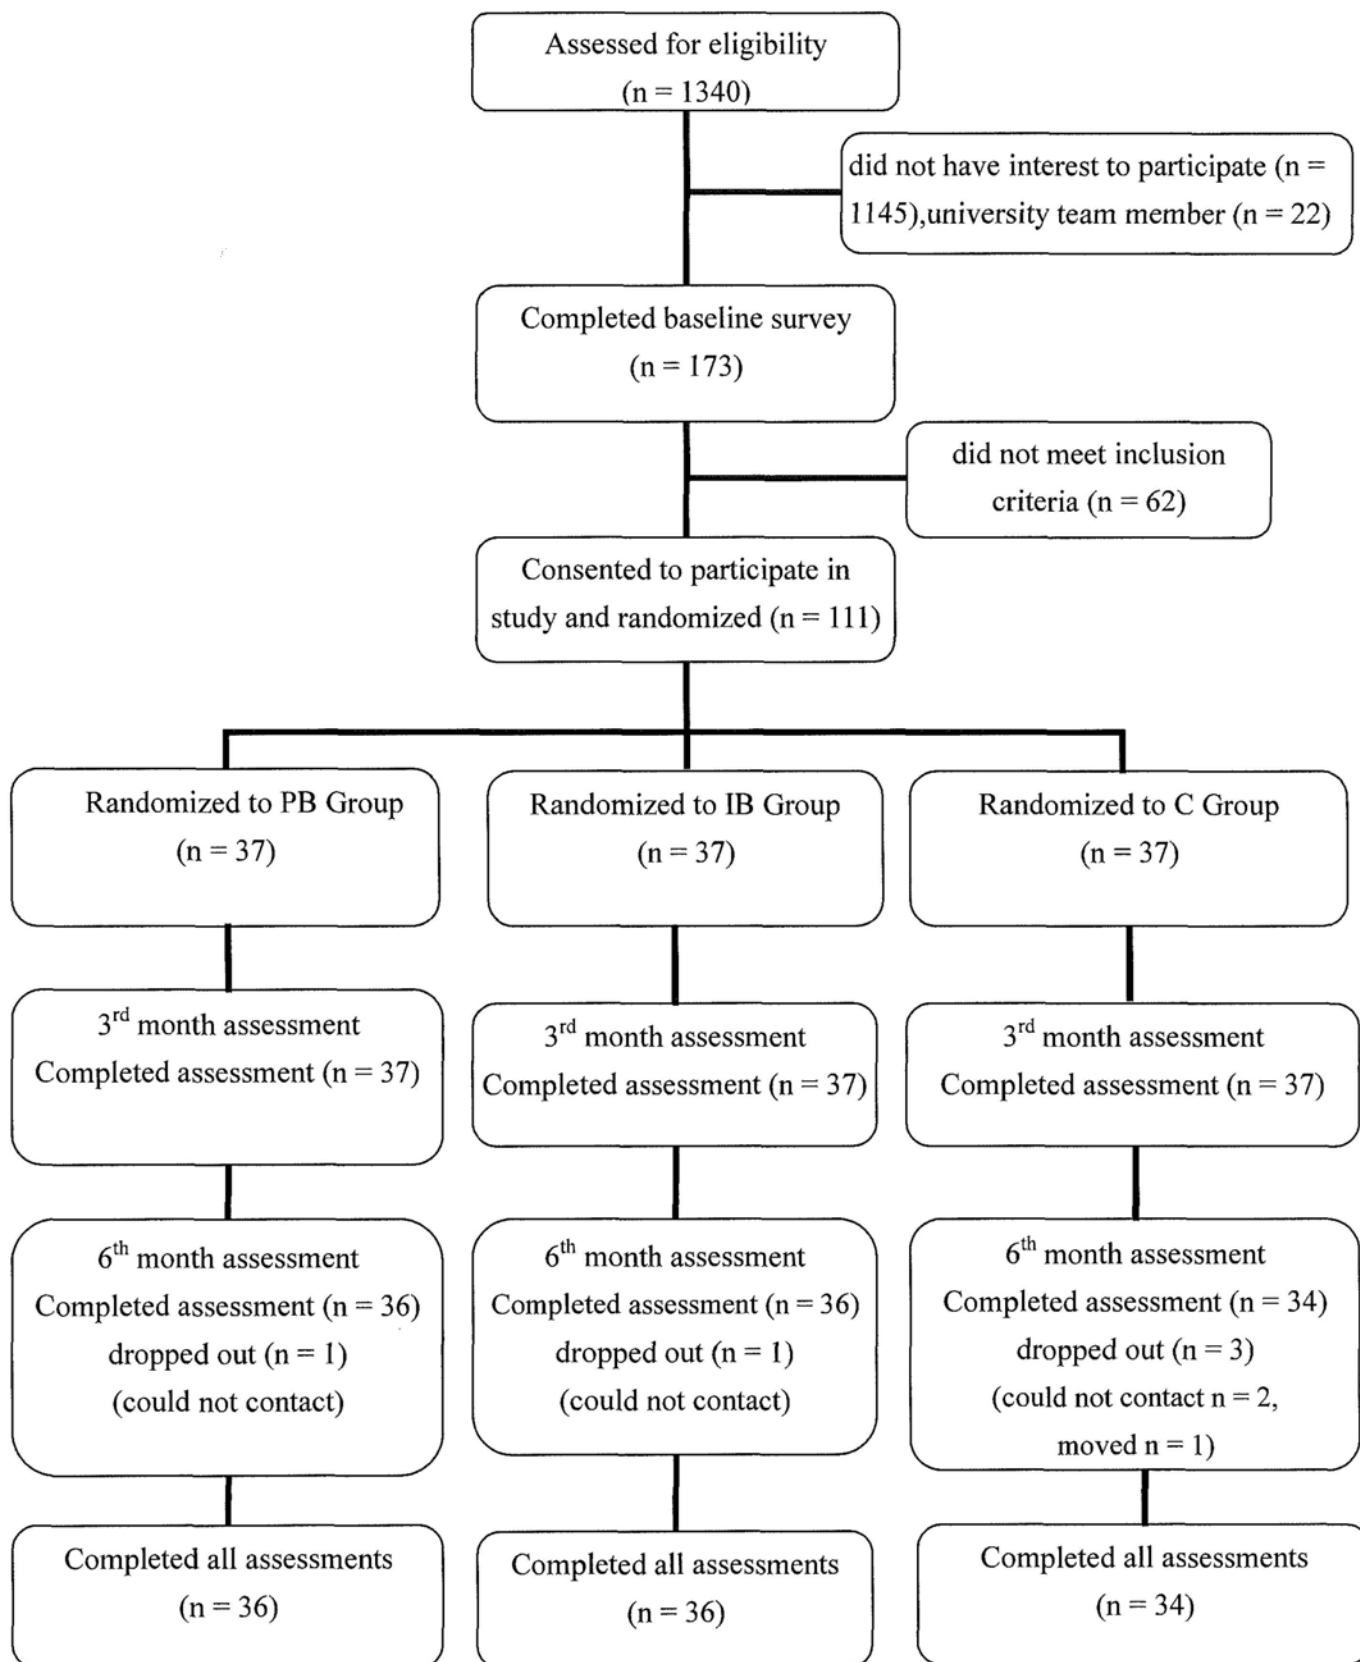 Assessed for eligibility
(n = 1340)
did not have interest to participate (n =
1145),university team member (n = 22)
Completed baseline survey
(n = 173)
did not meet inclusion
criteria (n = 62)
Consented to participate in
study and randomized (n = 111)
Randomized to PB Group
(n = 37)
Randomized to IB Group
(n = 37)
Randomized to C Group
(n = 37)
3rd month assessment
Completed assessment (n = 37)
3rd month assessment
Completed assessment (n = 37)
3rd month assessment
Completed assessment (n = 37)
6th month assessment
Completed assessment (n = 36)
dropped out (n = 1)
(could not contact)
6th month assessment
Completed assessment (n = 36)
dropped out (n = 1)
(could not contact)
6th month assessment
Completed assessment (n = 34)
dropped out (n = 3)
(could not contact n = 2,
moved n = 1)
Completed all assessments
(n = 36)
Completed all assessments
(n = 36)
Completed all assessments
(n = 34)